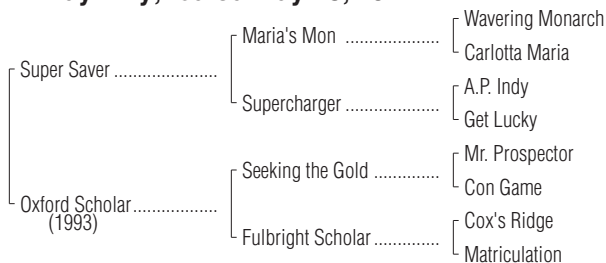 Wavering Monarch
Maria's Mon
Carlotta Maria
Super Saver
A.P. Indy
Supercharger
Get Lucky
Mr. Prospector
Seeking the Gold
Con Game
Oxford Scholar
(1993)
Cox's Ridge
Fulbright Scholar
Matriculation